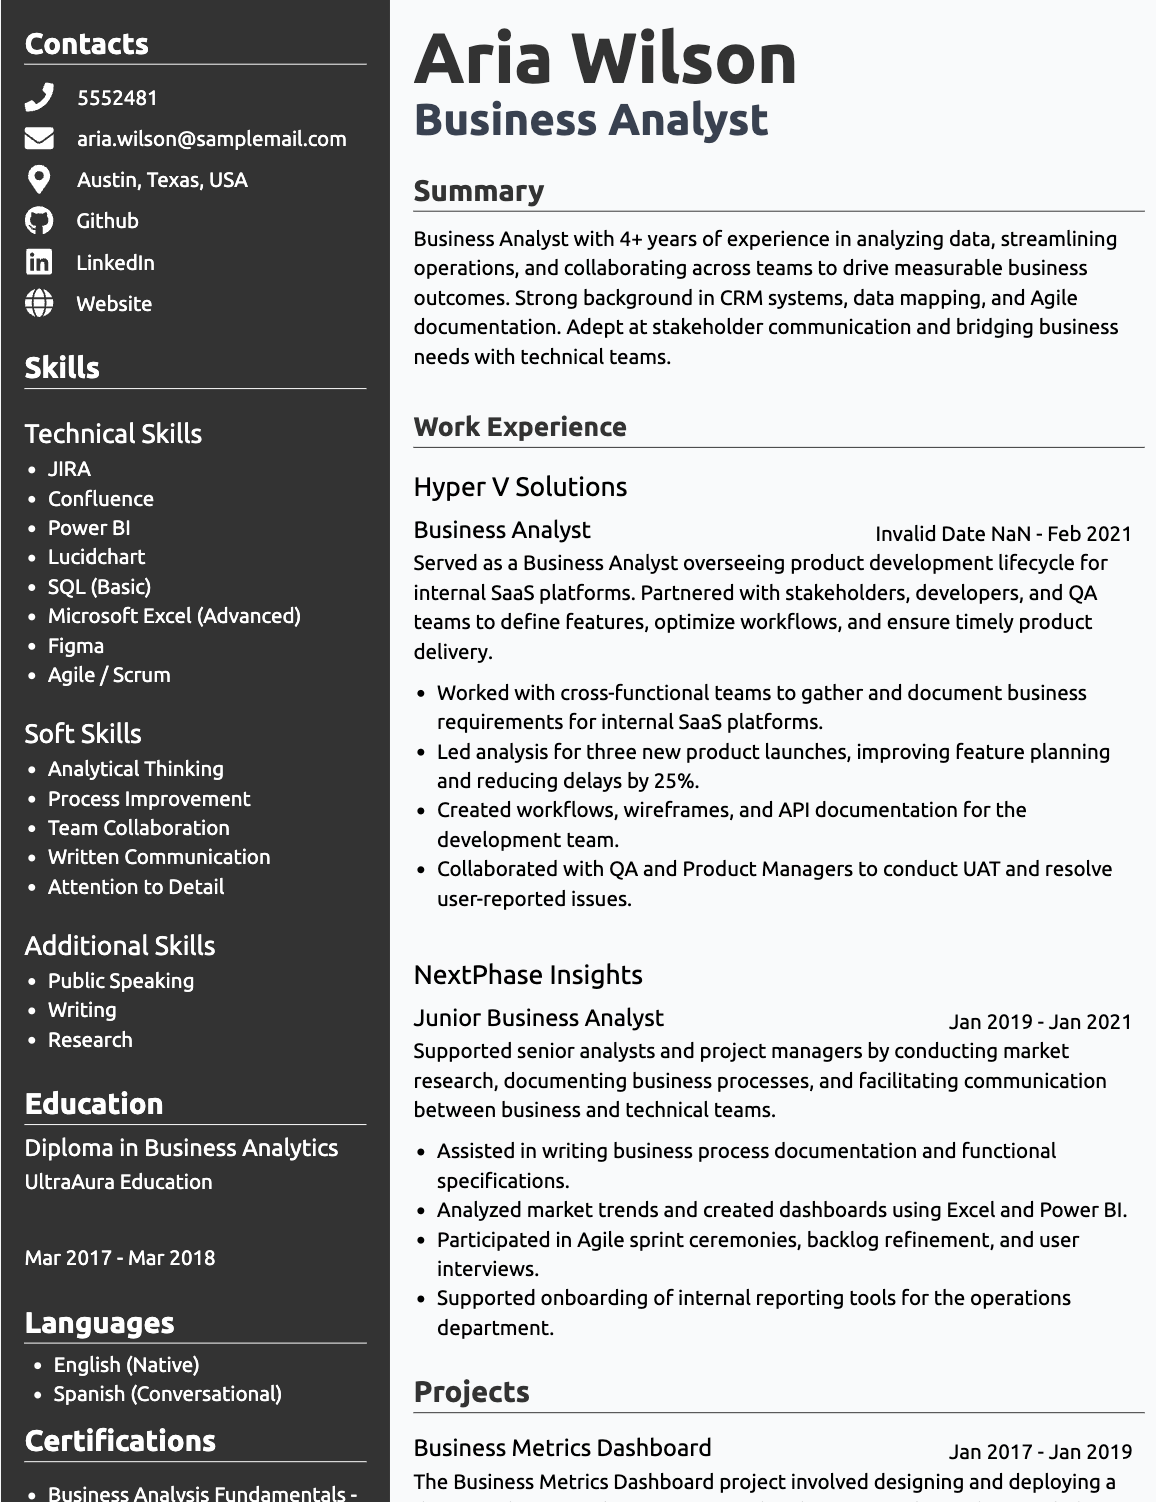 Contacts
5552481
aria.wilson@samplemail.com
Austin, Texas, USA
Github
LinkedIn
Website
Skills
Technical Skills
• JIRA
• Confluence
• Power BI
• Lucidchart
• SQL (Basic)
• Microsoft Excel (Advanced)
• Figma
• Agile / Scrum
Soft Skills
• Analytical Thinking
• Process Improvement
• Team Collaboration
• Written Communication
• Attention to Detail
Additional Skills
• Public Speaking
• Writing
• Research
Education
Diploma in Business Analytics
UltraAura Education
Mar 2017 - Mar 2018
Languages
• English (Native)
• Spanish (Conversational)
Certifications
• Business Analysis Fundamentals -
Aria Wilson
Business Analyst
Summary
Business Analyst with 4+ years of experience in analyzing data, streamlining
operations, and collaborating across teams to drive measurable business
outcomes. Strong background in CRM systems, data mapping, and Agile
documentation. Adept at stakeholder communication and bridging business
needs with technical teams.
Work Experience
Hyper V Solutions
Business Analyst Invalid Date NaN - Feb 2021
Served as a Business Analyst overseeing product development lifecycle for
internal SaaS platforms. Partnered with stakeholders, developers, and QA
teams to define features, optimize workflows, and ensure timely product
delivery.
• Worked with cross-functional teams to gather and document business
requirements for internal SaaS platforms.
• Led analysis for three new product launches, improving feature planning
and reducing delays by 25%.
• Created workflows, wireframes, and API documentation for the
development team.
• Collaborated with QA and Product Managers to conduct UAT and resolve
user-reported issues.
NextPhase Insights
Junior Business Analyst Jan 2019 - Jan 2021
Supported senior analysts and project managers by conducting market
research, documenting business processes, and facilitating communication
between business and technical teams.
• Assisted in writing business process documentation and functional
specifications.
• Analyzed market trends and created dashboards using Excel and Power BI.
• Participated in Agile sprint ceremonies, backlog refinement, and user
interviews.
• Supported onboarding of internal reporting tools for the operations
department.
Projects
Business Metrics Dashboard Jan 2017 - Jan 2019
The Business Metrics Dashboard project involved designing and deploying a